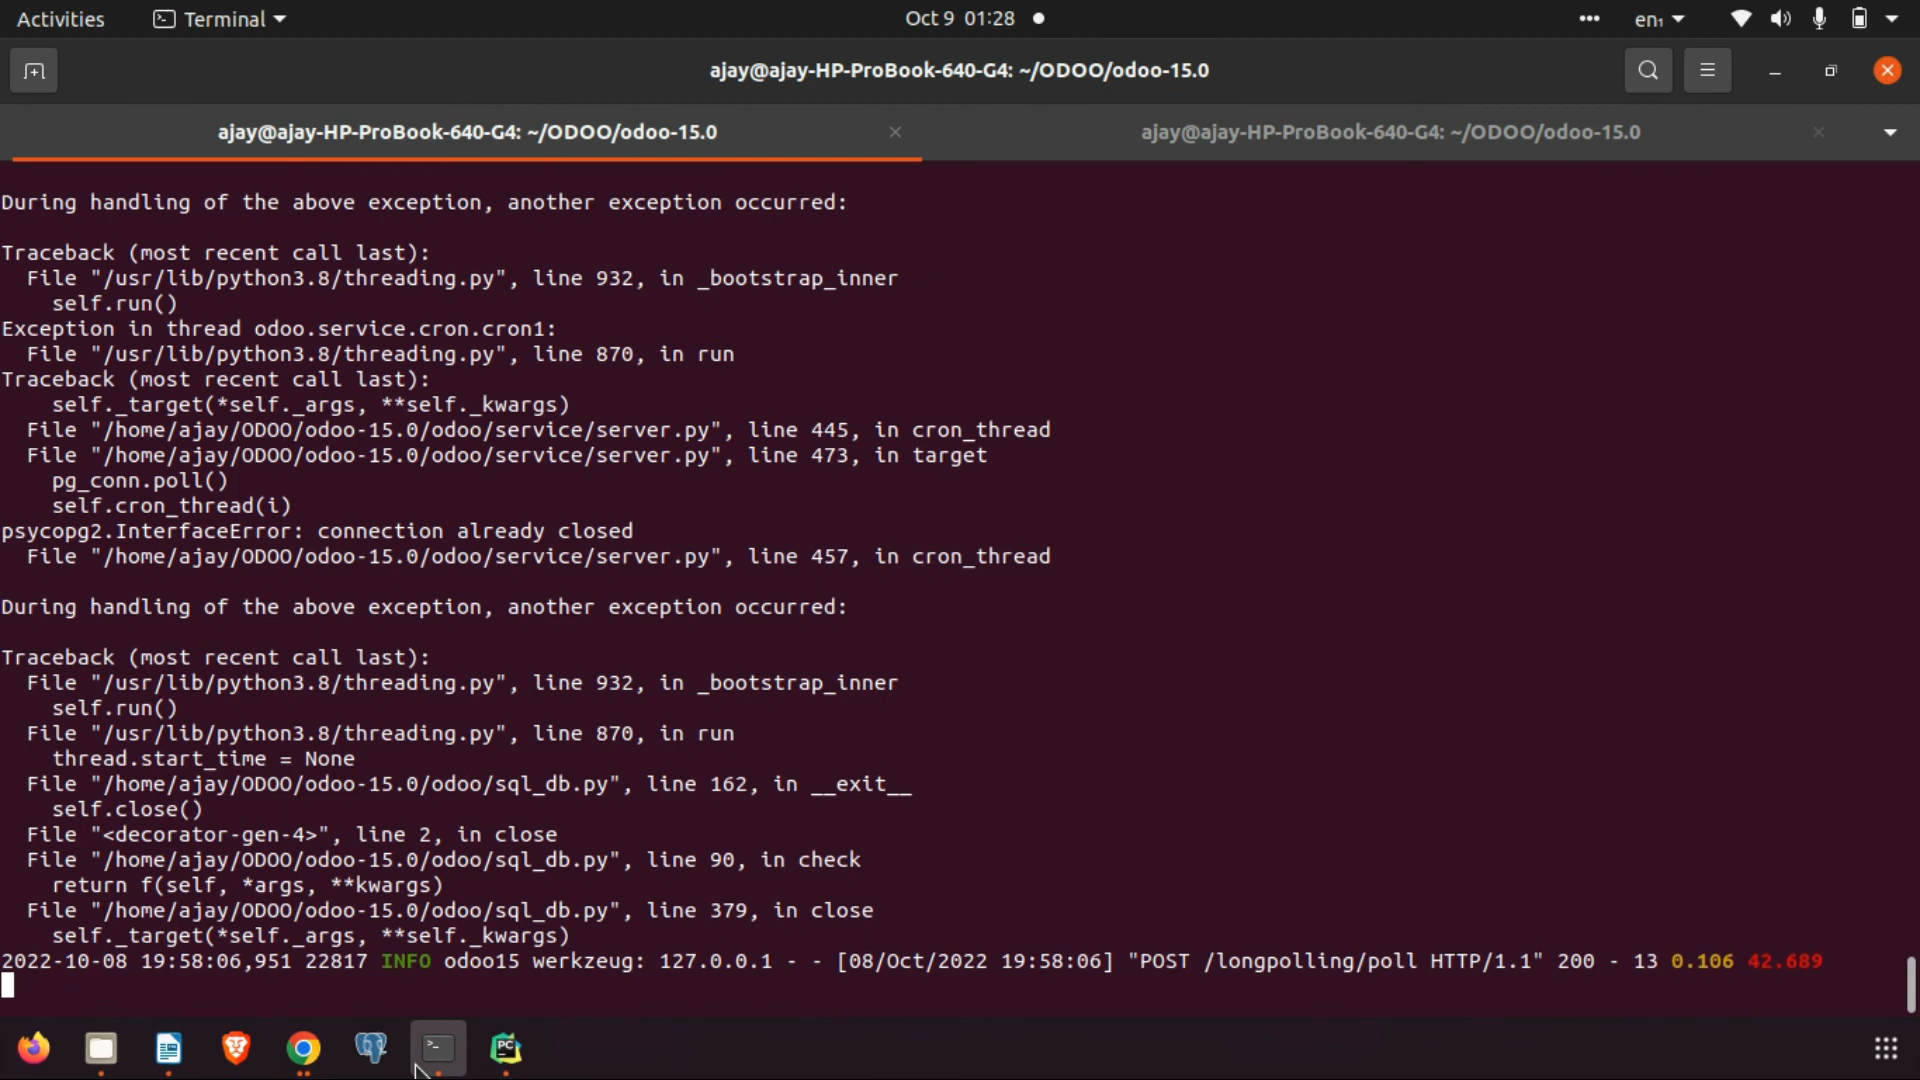 Activities
Terminal
Oct 9 01:28
en₁
ajay@ajay-HP-ProBook-640-G4: ~/ODOO/odoo-15.0
ajay@ajay-HP-ProBook-640-G4: ~/ODOO/odoo-15.0
ajay@ajay-HP-ProBook-640-G4: ~/ODOO/odoo-15.0
During handling of the above exception, another exception occurred:
Traceback (most recent call last):
  File "/usr/lib/python3.8/threading.py", line 932, in _bootstrap_inner
    self.run()
Exception in thread odoo.service.cron.cron1:
  File "/usr/lib/python3.8/threading.py", line 870, in run
Traceback (most recent call last):
    self._target(*self._args, **self._kwargs)
  File "/home/ajay/ODOO/odoo-15.0/odoo/service/server.py", line 445, in cron_thread
  File "/home/ajay/ODOO/odoo-15.0/odoo/service/server.py", line 473, in target
    pg_conn.poll()
    self.cron_thread(i)
psycopg2.InterfaceError: connection already closed
  File "/home/ajay/ODOO/odoo-15.0/odoo/service/server.py", line 457, in cron_thread
During handling of the above exception, another exception occurred:
Traceback (most recent call last):
  File "/usr/lib/python3.8/threading.py", line 932, in _bootstrap_inner
    self.run()
  File "/usr/lib/python3.8/threading.py", line 870, in run
    thread.start_time = None
  File "/home/ajay/ODOO/odoo-15.0/odoo/sql_db.py", line 162, in __exit__
    self.close()
  File "<decorator-gen-4>", line 2, in close
  File "/home/ajay/ODOO/odoo-15.0/odoo/sql_db.py", line 90, in check
    return f(self, *args, **kwargs)
  File "/home/ajay/ODOO/odoo-15.0/odoo/sql_db.py", line 379, in close
    self._target(*self._args, **self._kwargs)
2022-10-08 19:58:06,951 22817 INFO odoo15 werkzeug: 127.0.0.1 - - [08/Oct/2022 19:58:06] "POST /longpolling/poll HTTP/1.1" 200 - 13 0.106 42.689
PC